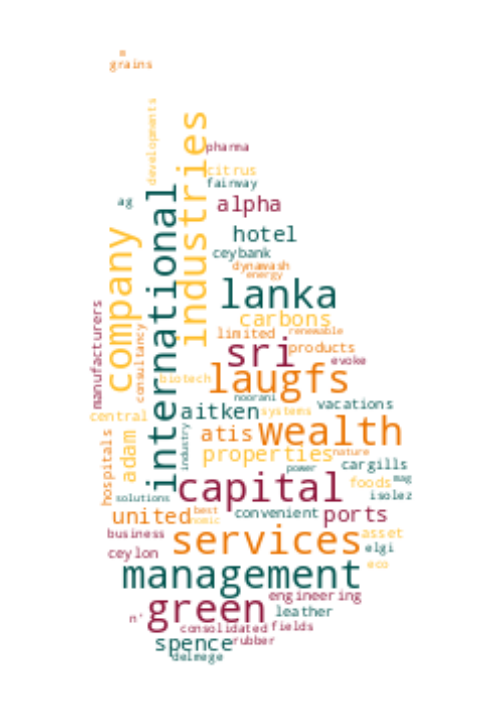 m
grains
developments
industries
pharma
citrus
fairway
international
ag
alpha
company
hotel
ceybank
dynawash
energy
lanka
manufacturers
carbons
consultancy
limited
renewable
sri
products
evoke
biotech
laugfs
noorani
vacations
aitken
systems
central
industry
atis
wealth
adam
hospitals
properties
nature
power
cargills
capital
foods
mag
isolez
solutions
united
best
nomic
convenient
ports
business
services
asset
ceylon
elgi
eco
management
green
engineering
leather
n'
consolidated
fields
spence
rubber
delmege